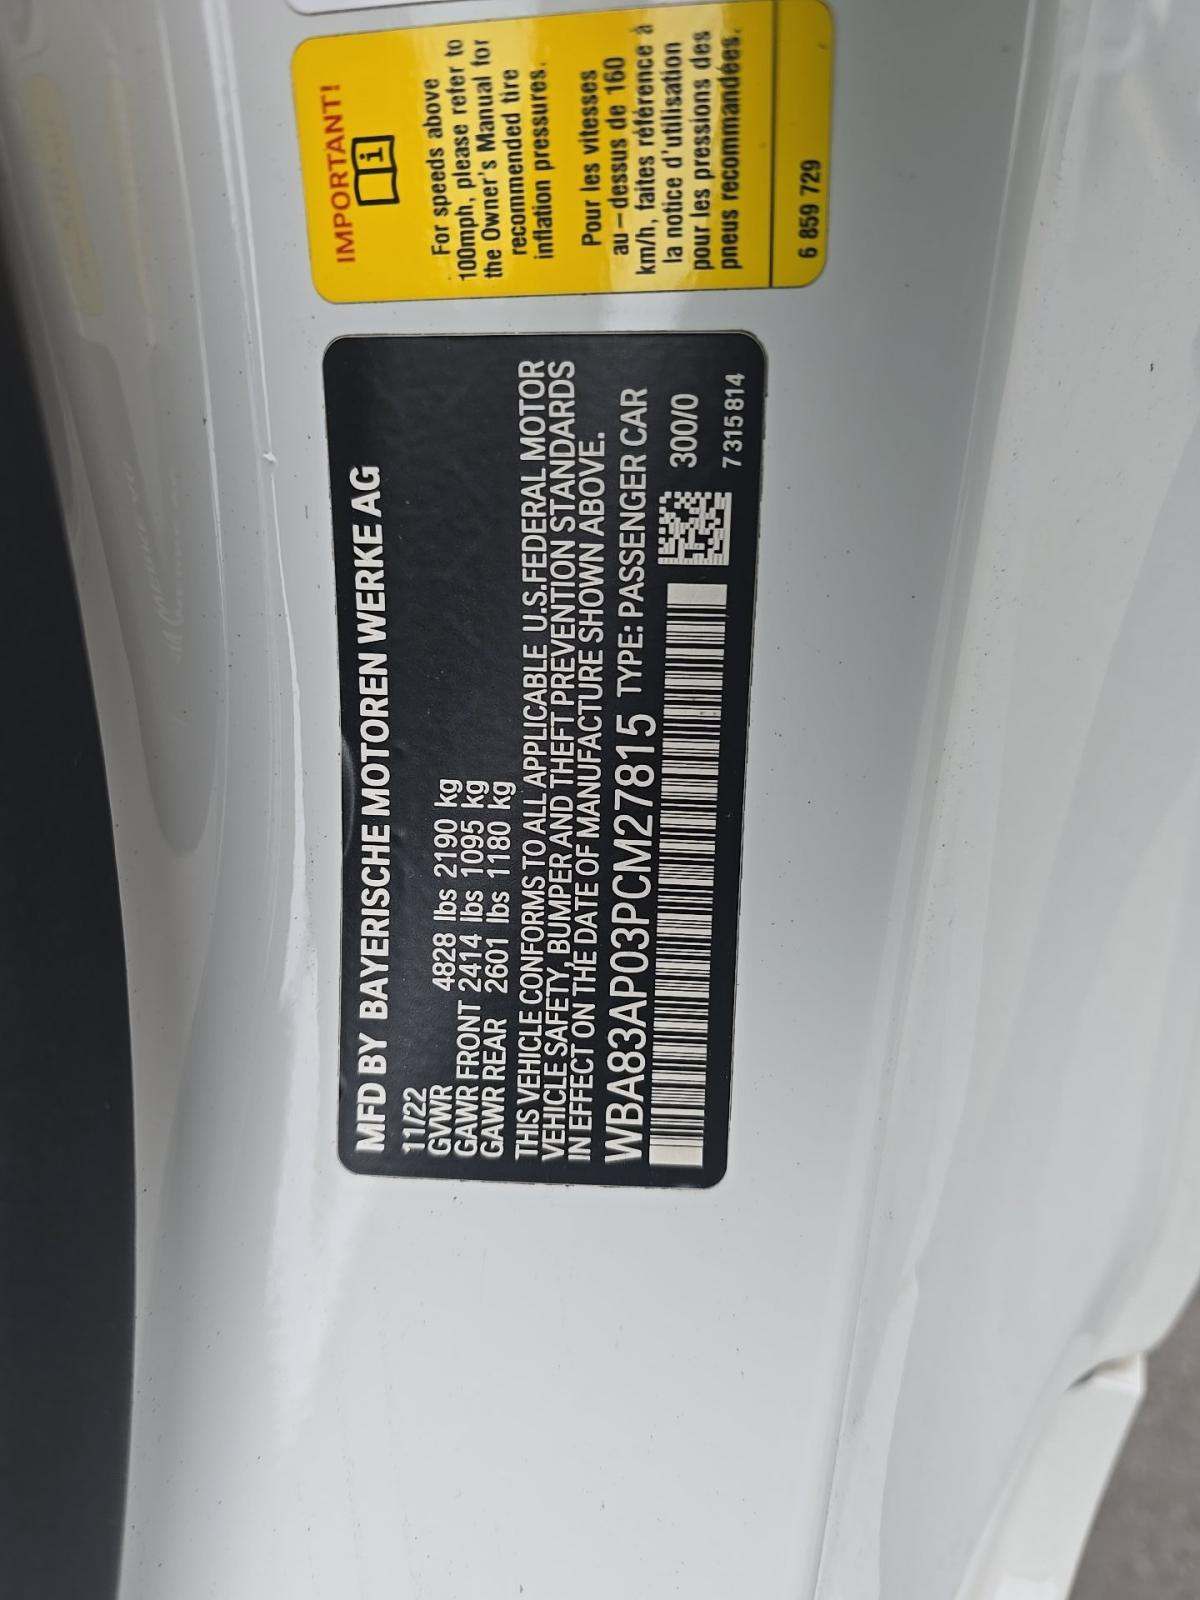 IMPORTANT!
i
For speeds above
100mph, please refer to
the Owner's Manual for
recommended tire
inflation pressures.
Pour les vitesses
au-dessus de 160
km/h, faites référence à
la notice d'utilisation
pour les pressions des
pneus recommandées.
6 859 729
MFD BY BAYERISCHE MOTOREN WERKE AG
11/22
GVWR 4828 lbs 2190 kg
GAWR FRONT 2414 lbs 1095 kg
GAWR REAR 2601 lbs 1180 kg
THIS VEHICLE CONFORMS TO ALL APPLICABLE U.S.FEDERAL MOTOR
VEHICLE SAFETY, BUMPER AND THEFT PREVENTION STANDARDS
IN EFFECT ON THE DATE OF MANUFACTURE SHOWN ABOVE.
WBA83AP03PCM27815 TYPE: PASSENGER CAR
300/0
7 315 814